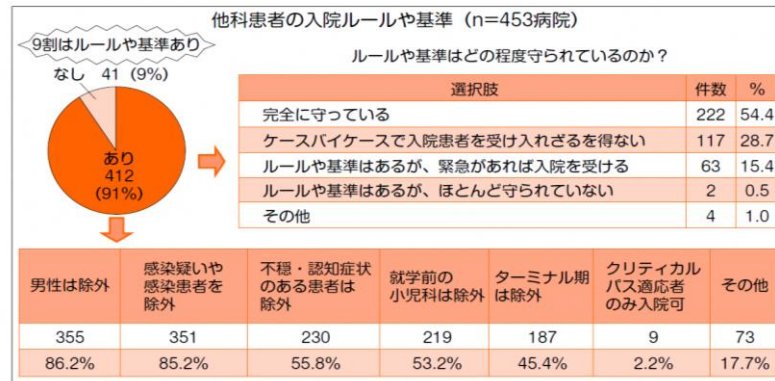 他科患者の入院ルールや基準（n=453病院）
9割はルールや基準あり
なし 41（9%）
あり
412
(91%)
ルールや基準はどの程度守られているのか？
選択肢 件数 %
完全に守っている 222 54.4
ケースバイケースで入院患者を受け入れざるを得ない 117 28.7
ルールや基準はあるが、緊急があれば入院を受ける 63 15.4
ルールや基準はあるが、ほとんど守られていない 2 0.5
その他 4 1.0
男性は除外 感染疑いや感染患者を除外 不穏・認知症状のある患者は除外 就学前の小児科は除外 ターミナル期は除外 クリティカルパス適応者のみ入院可 その他
355 351 230 219 187 9 73
86.2% 85.2% 55.8% 53.2% 45.4% 2.2% 17.7%